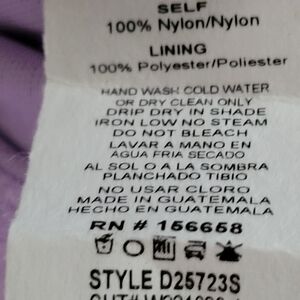 SELF
100% Nylon/Nylon
LINING
100% Polyester/Poliester
HAND WASH COLD WATER
OR DRY CLEAN ONLY
DRIP DRY IN SHADE
IRON LOW NO STEAM
DO NOT BLEACH
LAVAR A MANO EN
AGUA FRIA SECADO
AL SOL O A LA SOMBRA
PLANCHADO TIBIO
NO USAR CLORO
MADE IN GUATEMALA
HECHO EN GUATEMALA
RN # 156658
STYLE D25723S